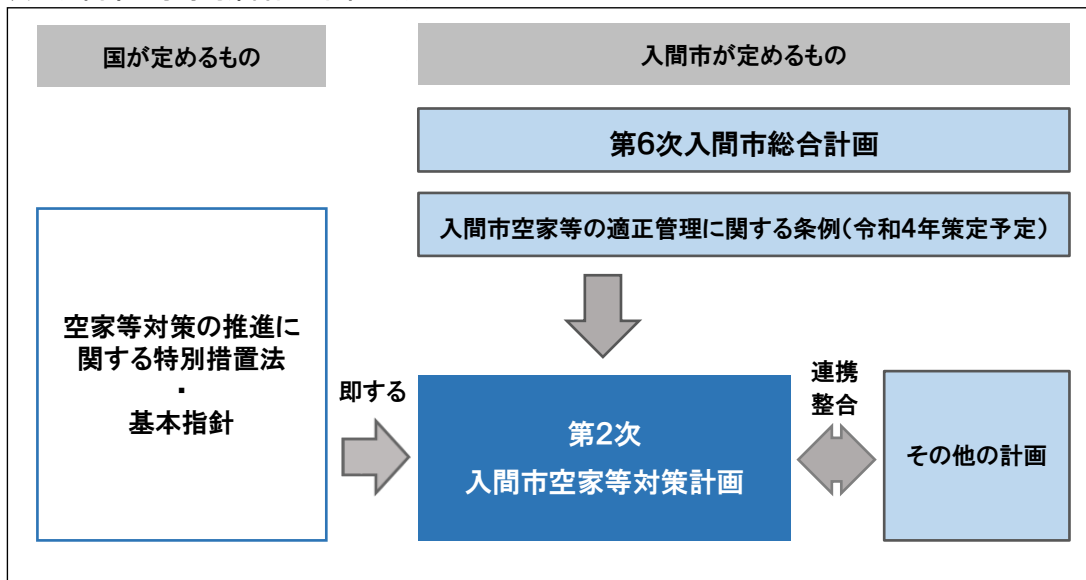 国が定めるもの
入間市が定めるもの
第6次入間市総合計画
入間市空家等の適正管理に関する条例(令和4年策定予定)
空家等対策の推進に
関する特別措置法
・
基本指針
即する
第2次
入間市空家等対策計画
連携
整合
その他の計画